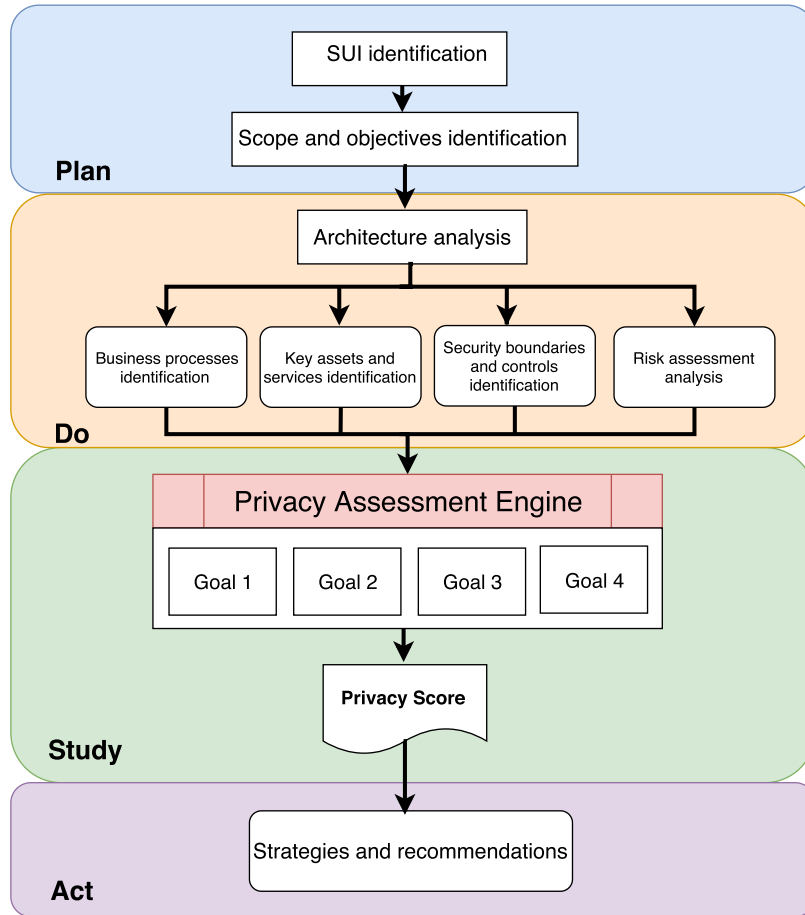 SUI identification
Scope and objectives identification
Plan
Architecture analysis
Business processes
identification
Key assets and
services identification
Security boundaries
and controls
identification
Risk assessment
analysis
Do
Privacy Assessment Engine
Goal 1
Goal 2
Goal 3
Goal 4
Privacy Score
Study
Strategies and recommendations
Act